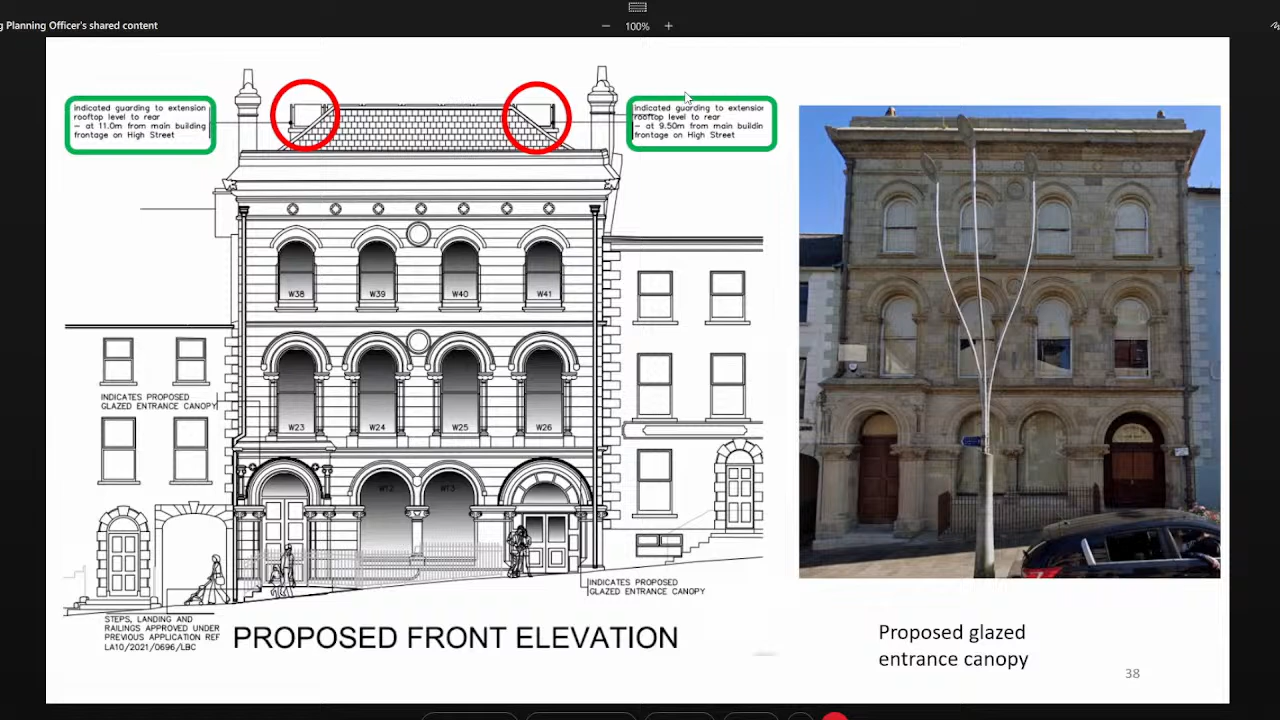 g Planning Officer's shared content
100%
indicated guarding to extension
rooftop level to rear
– at 11.0m from main building
frontage on High Street
indicated guarding to extension
rooftop level to rear
– at 9.50m from main buildin
frontage on High Street
W38
W39
W40
W41
W23
W24
W25
W26
INDICATES PROPOSED
GLAZED ENTRANCE CANOPY
W12
W13
INDICATES PROPOSED
GLAZED ENTRANCE CANOPY
STEPS, LANDING AND
RAILINGS APPROVED UNDER
PREVIOUS APPLICATION REF
LA10/2021/0696/LBC
PROPOSED FRONT ELEVATION
Proposed glazed
entrance canopy
38